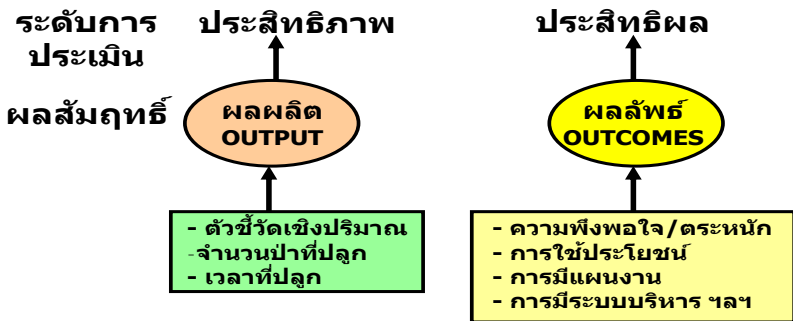 ระดับการ
ประเมิน
ประสิทธิภาพ
ประสิทธิผล
ผลสัมฤทธิ์
ผลผลิต
OUTPUT
ผลลัพธ์
OUTCOMES
- ตัวชี้วัดเชิงปริมาณ
-จำนวนป่าที่ปลูก
- เวลาที่ปลูก
- ความพึงพอใจ/ตระหนัก
- การใช้ประโยชน์
- การมีแผนงาน
- การมีระบบบริหาร ฯลฯ